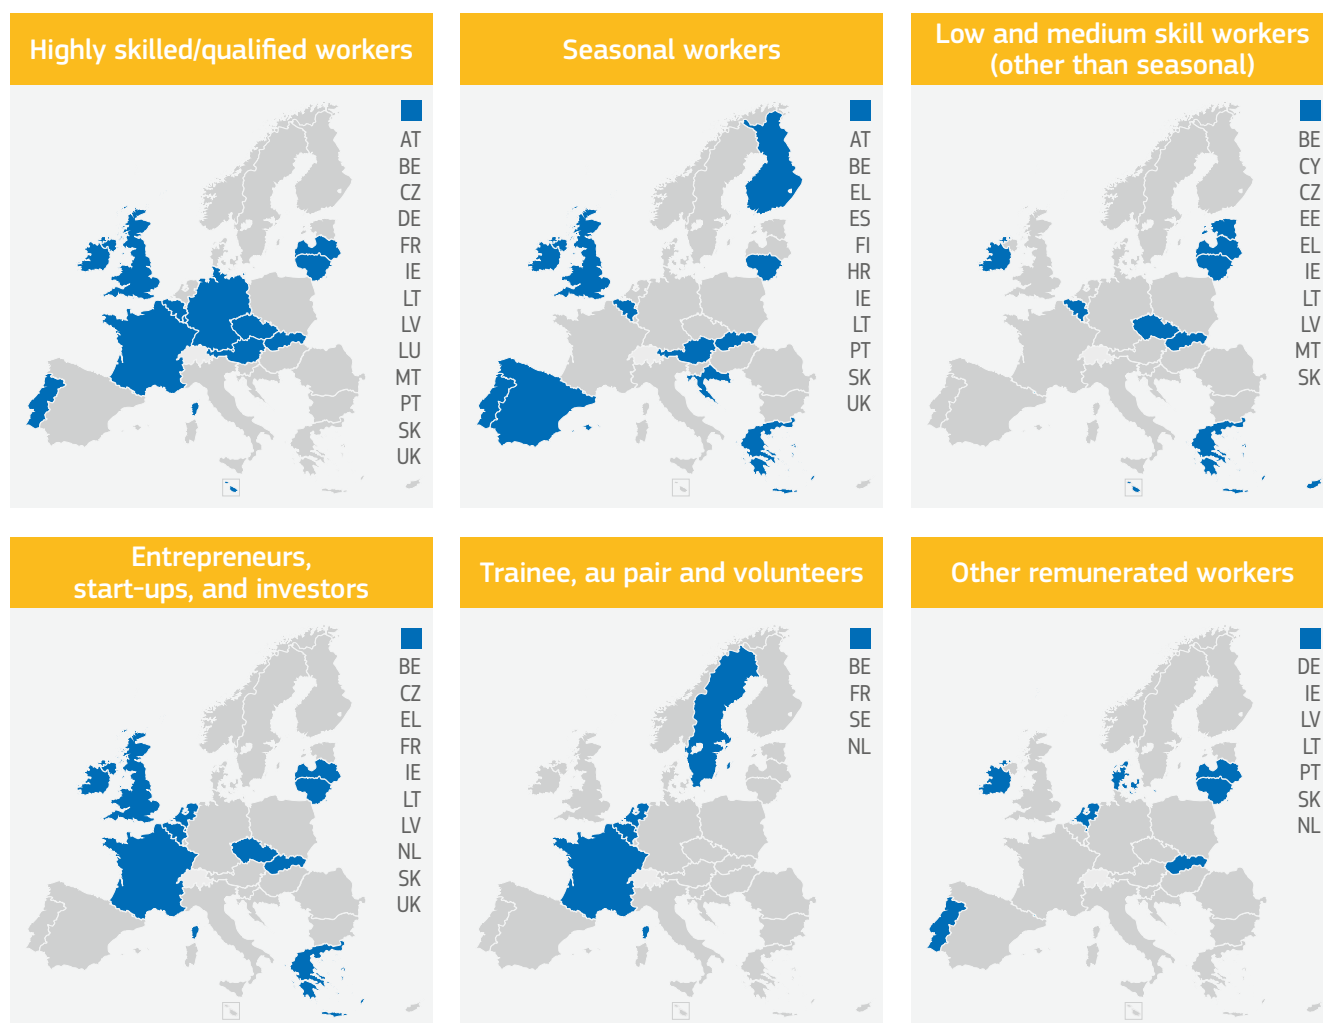 Highly skilled/qualified workers
AT
BE
CZ
DE
FR
IE
LT
LV
LU
MT
PT
SK
UK
Seasonal workers
AT
BE
EL
ES
FI
HR
IE
LT
PT
SK
UK
Low and medium skill workers
(other than seasonal)
BE
CY
CZ
EE
EL
IE
LT
LV
MT
SK
Entrepreneurs,
start-ups, and investors
BE
CZ
EL
FR
IE
LT
LV
NL
SK
UK
Trainee, au pair and volunteers
BE
FR
SE
NL
Other remunerated workers
DE
IE
LV
LT
PT
SK
NL